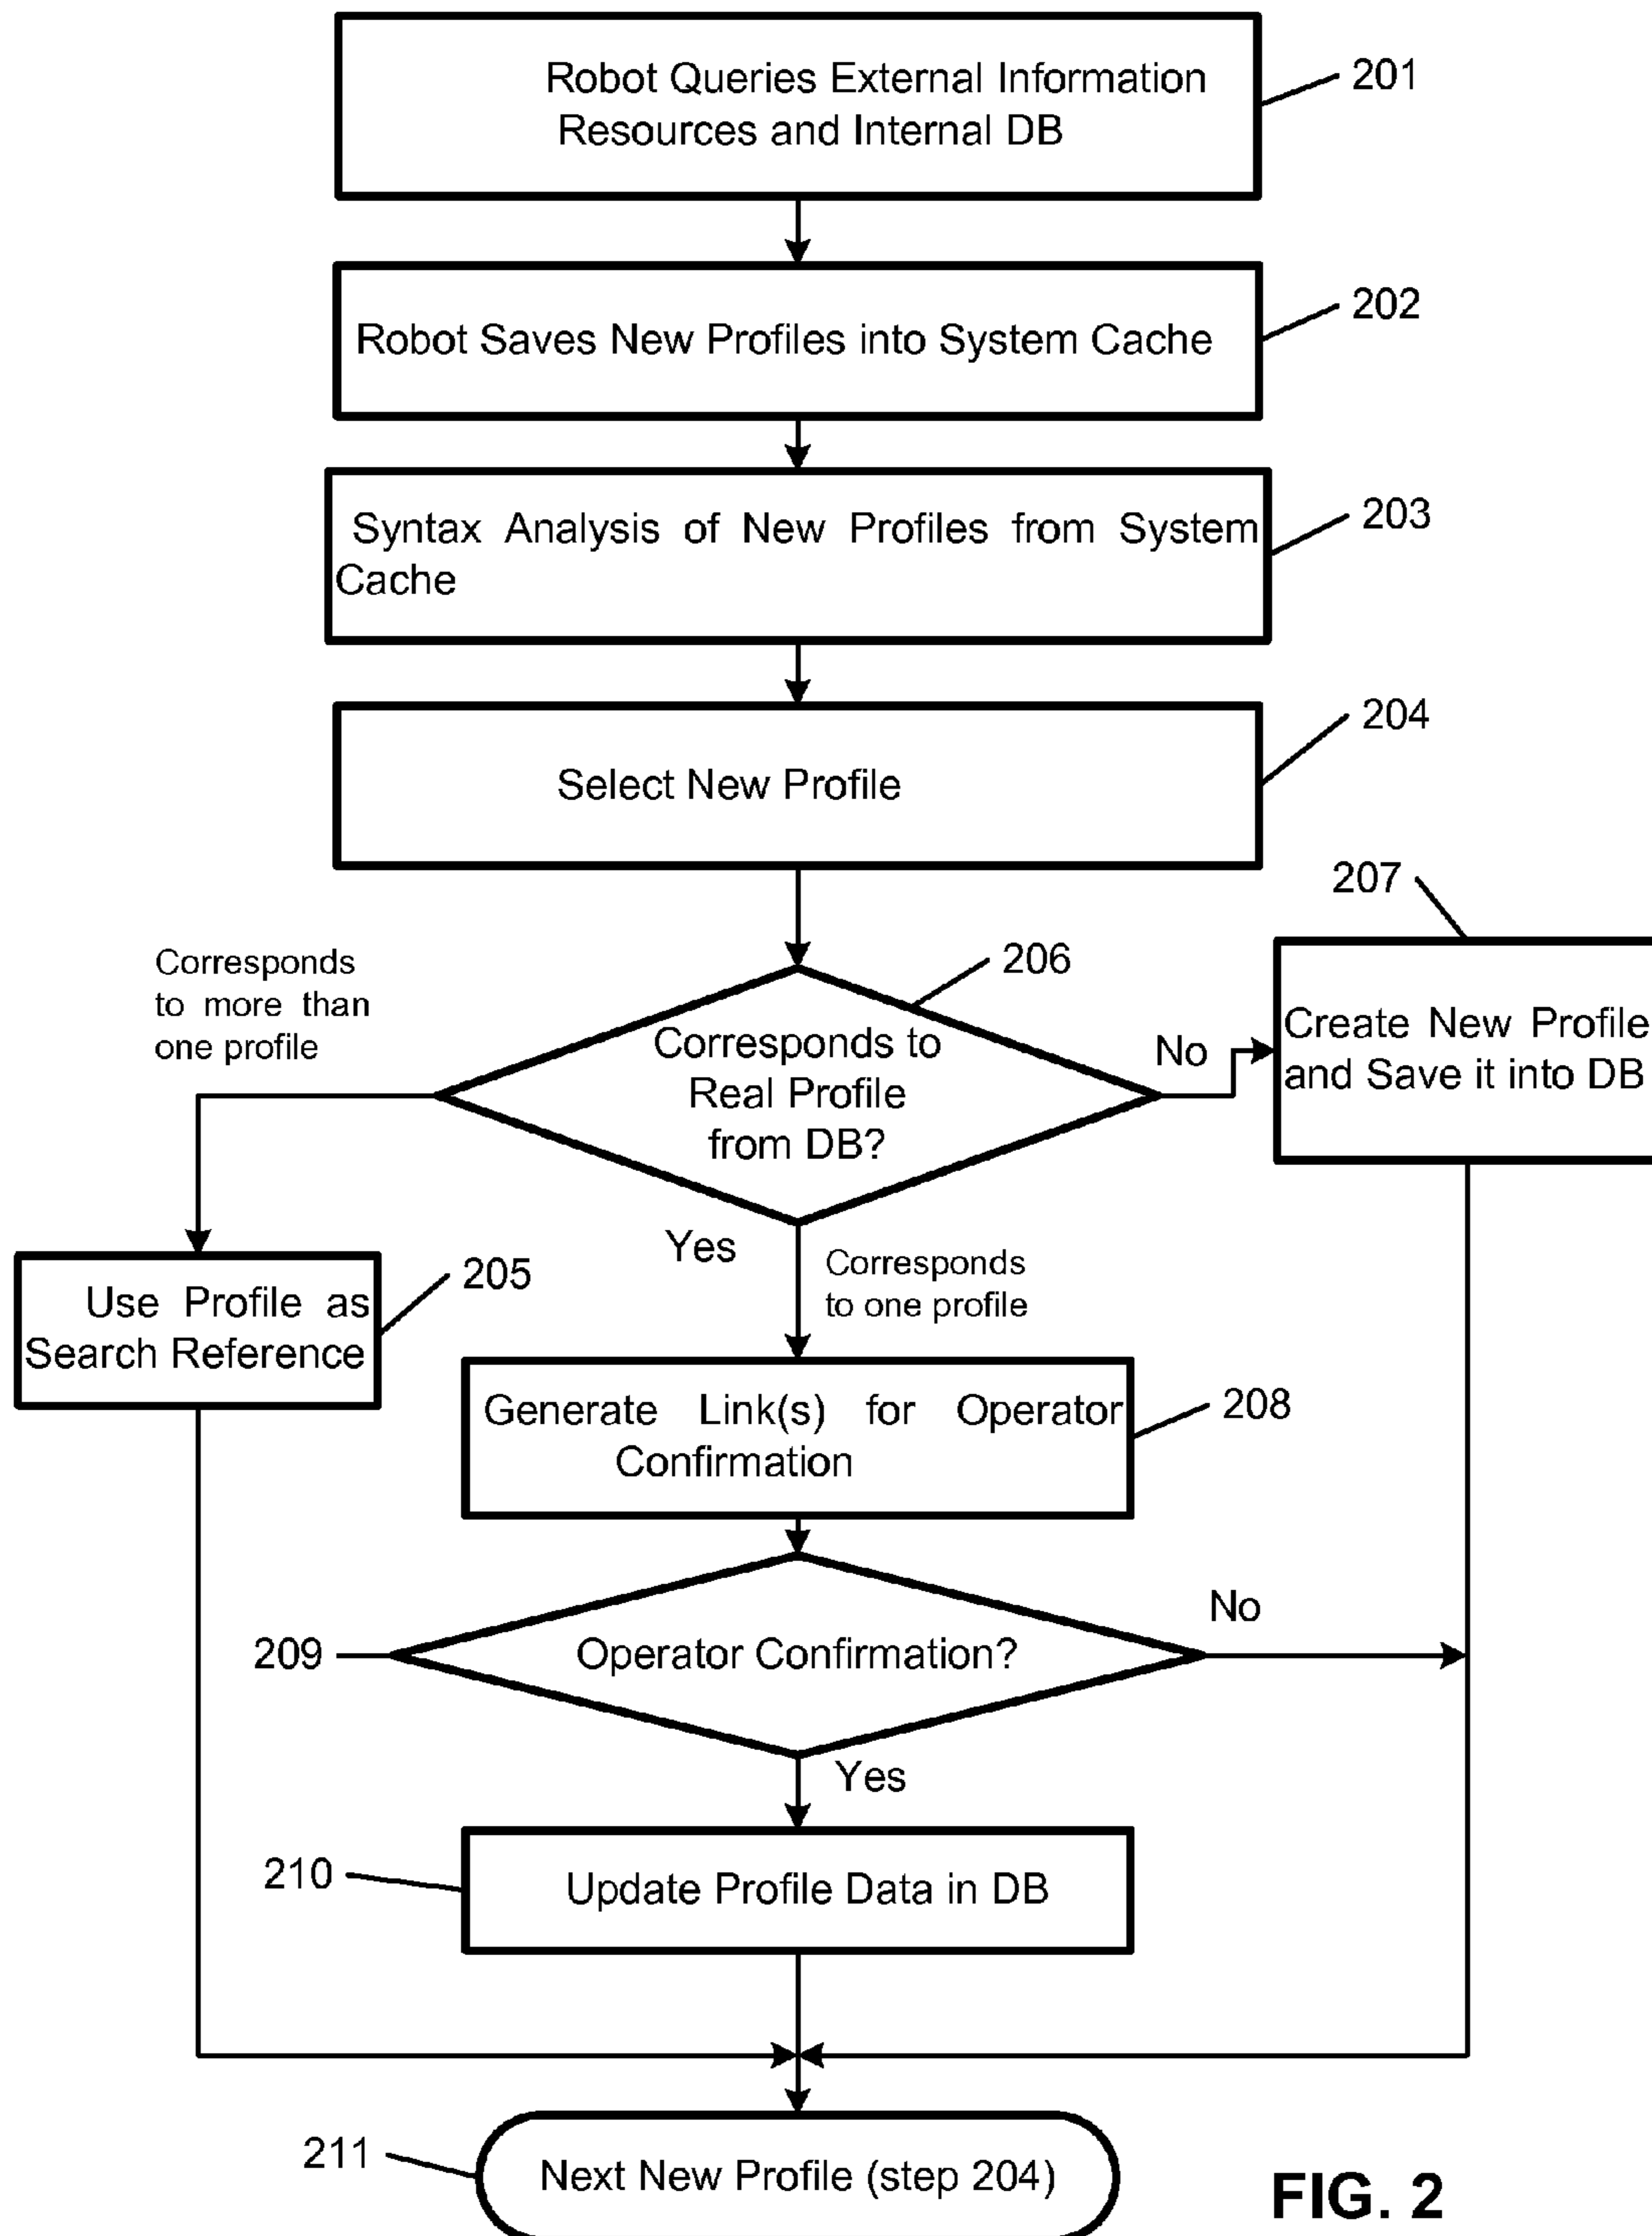 Robot Queries External Information
Resources and Internal DB
201
Robot Saves New Profiles into System Cache
202
Syntax Analysis of New Profiles from System
Cache
203
Select New Profile
204
207
Corresponds
to more than
one profile
206
Corresponds to
Real Profile
from DB?
No
Create New Profile
and Save it into DB
Yes
Corresponds
to one profile
Use Profile as
Search Reference
205
Generate Link(s) for Operator
Confirmation
208
209
Operator Confirmation?
No
Yes
210
Update Profile Data in DB
211
Next New Profile (step 204)
FIG. 2